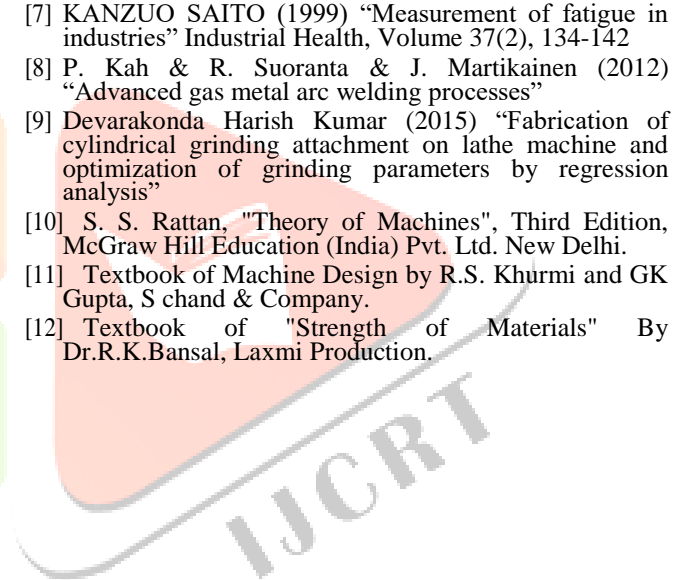 [7] KANZUO SAITO (1999) “Measurement of fatigue in
industries” Industrial Health, Volume 37(2), 134-142
[8] P. Kah & R. Suoranta & J. Martikainen (2012)
“Advanced gas metal arc welding processes”
[9] Devarakonda Harish Kumar (2015) “Fabrication of
cylindrical grinding attachment on lathe machine and
optimization of grinding parameters by regression
analysis”
[10] S. S. Rattan, "Theory of Machines", Third Edition,
McGraw Hill Education (India) Pvt. Ltd. New Delhi.
[11] Textbook of Machine Design by R.S. Khurmi and GK
Gupta, S chand & Company.
[12] Textbook of "Strength of Materials" By
Dr.R.K.Bansal, Laxmi Production.
IJCRT